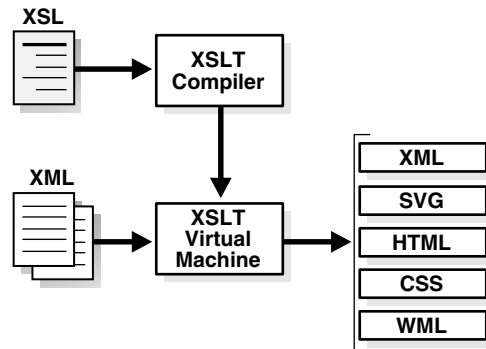 XSL
XSLT
Compiler
XML
XSLT
Virtual
Machine
XML
SVG
HTML
CSS
WML